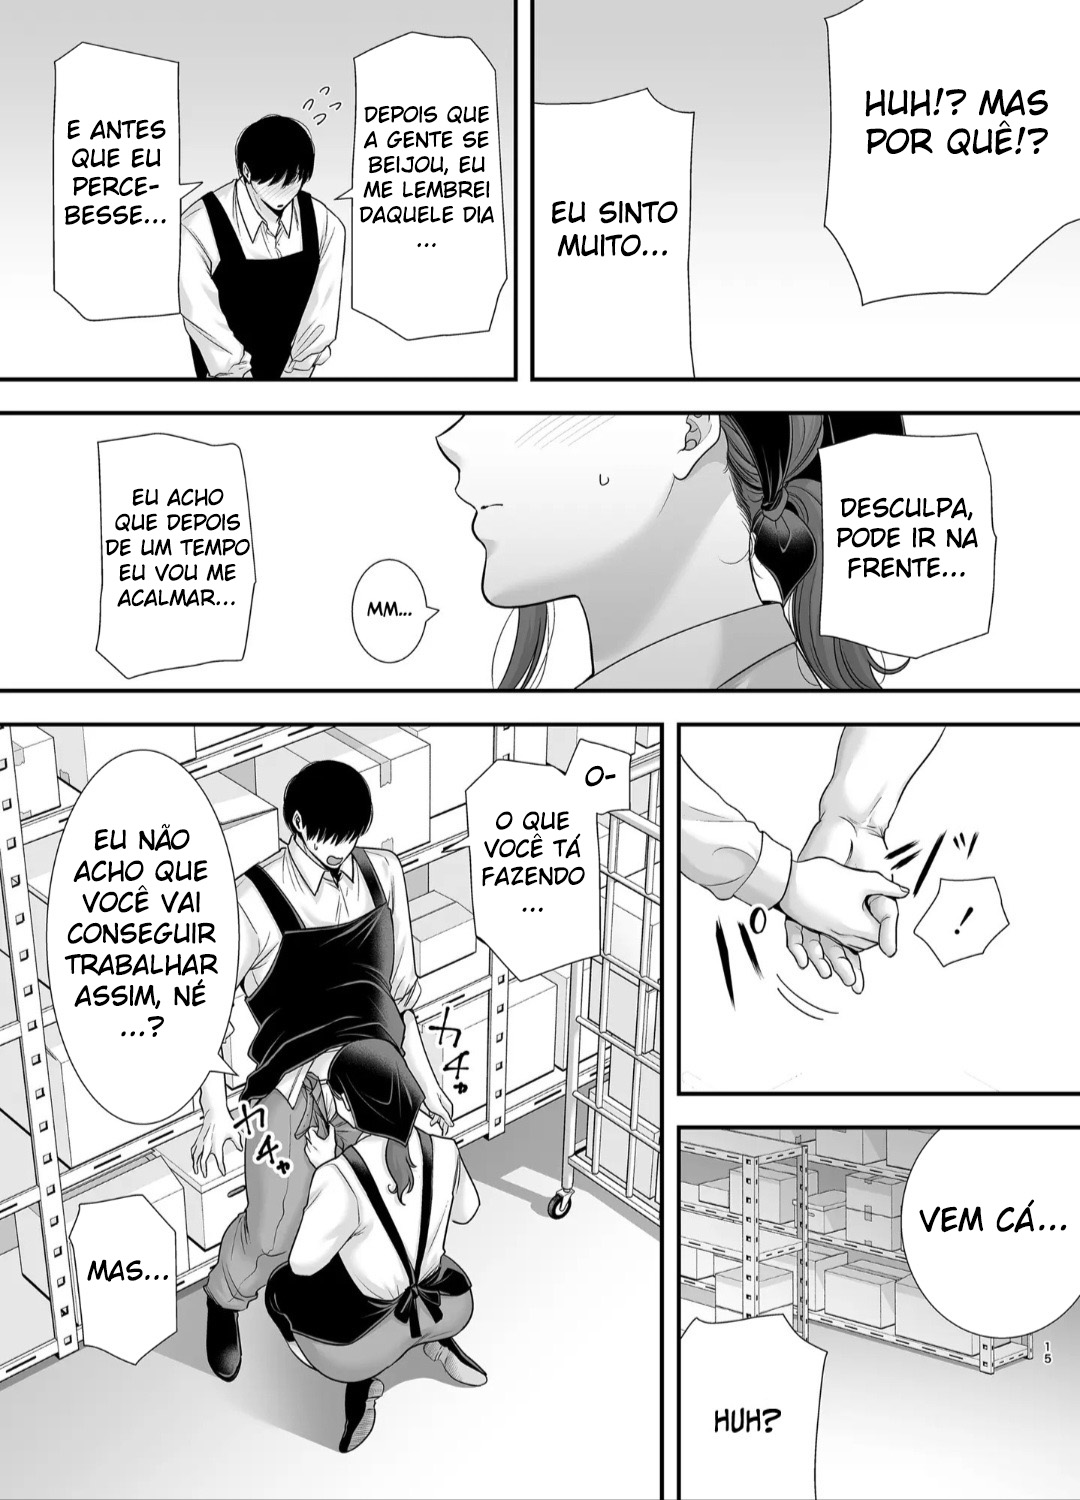 HUH!? MAS
POR QUÊ!?
EU SINTO
MUITO...
DEPOIS QUE
A GENTE SE
BEIJOU, EU
ME LEMBREI
DAQUELE DIA
...
E ANTES
QUE EU
PERCE-
BESSE...
DESCULPA,
PODE IR NA
FRENTE...
MM...
EU ACHO
QUE DEPOIS
DE UM TEMPO
EU VOU ME
ACALMAR...
!
VEM CÁ...
HUH?
O-
O QUE
VOCÊ TÁ
FAZENDO
...
EU NÃO
ACHO QUE
VOCÊ VAI
CONSEGUIR
TRABALHAR
ASSIM, NÉ
...?
カチャ
カチャ
MAS...
15